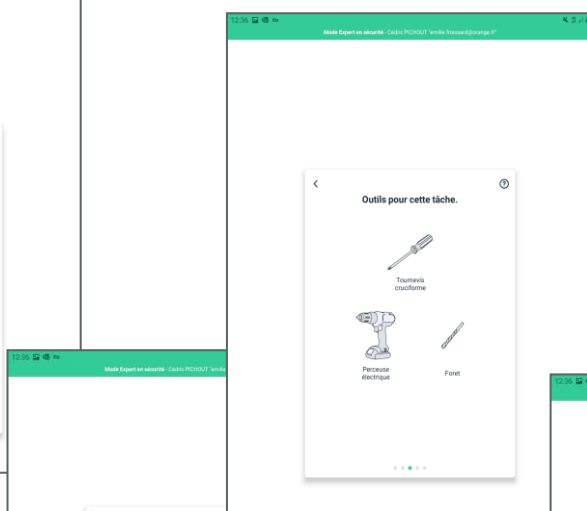 12:36
Mode Expert en sécurité - Cédric PICHOUT "emilie.froissard@orange.fr"
Outils pour cette tâche.
Tournevis
cruciforme
Perceuse
électrique
Foret
12:36
Mode Expert en sécurité - Cédric PICHOUT "emilie
12:36